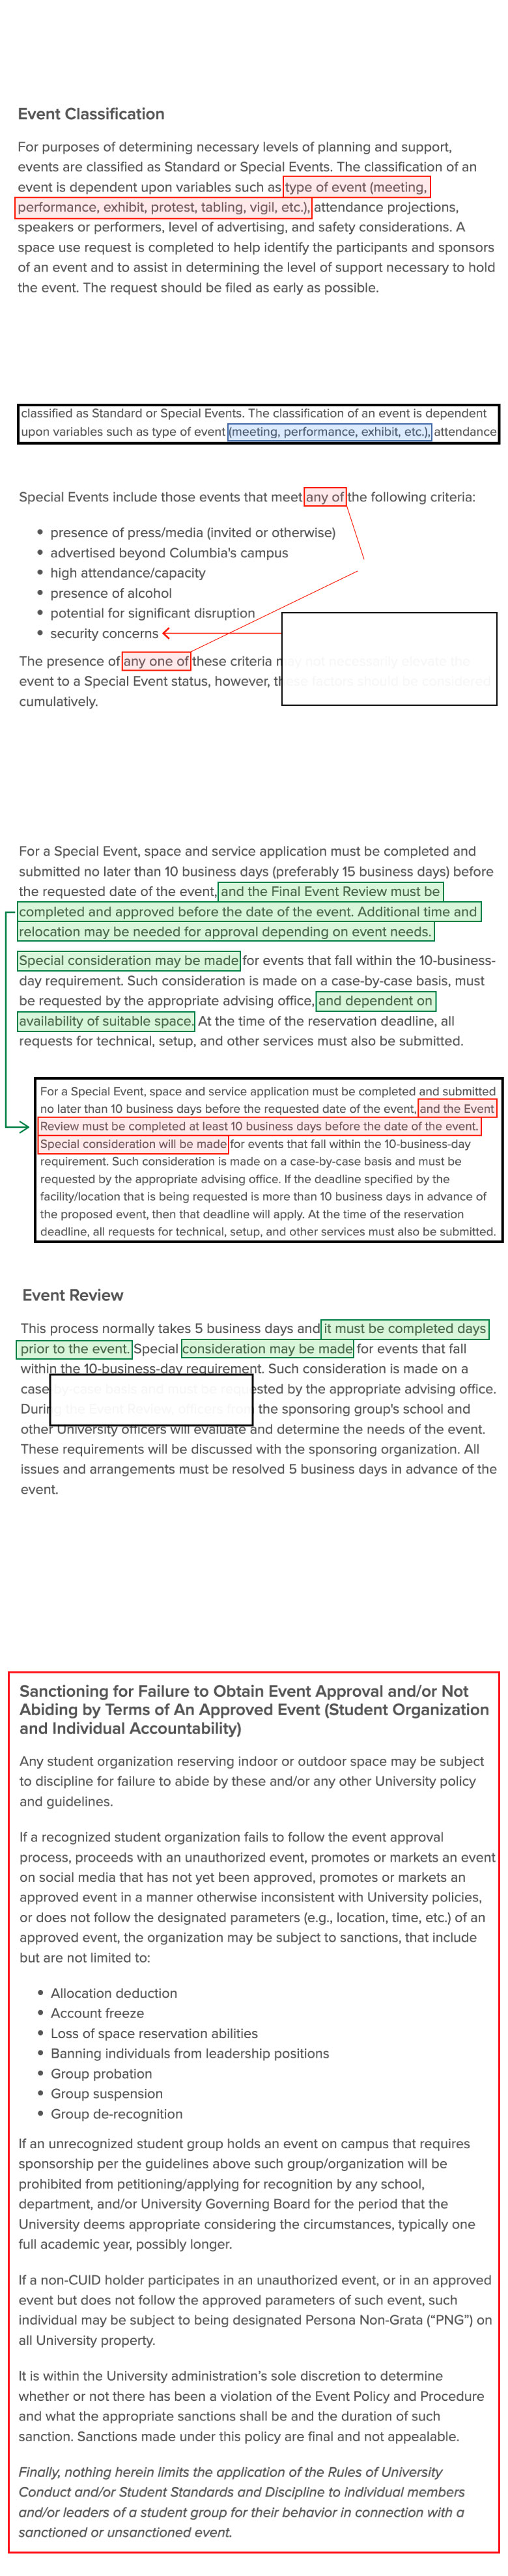 Event Classification
For purposes of determining necessary levels of planning and support,
events are classified as Standard or Special Events. The classification of an
event is dependent upon variables such as type of event (meeting,
performance, exhibit, protest, tabling, vigil, etc.), attendance projections,
speakers or performers, level of advertising, and safety considerations. A
space use request is completed to help identify the participants and sponsors
of an event and to assist in determining the level of support necessary to hold
the event. The request should be filed as early as possible.
classified as Standard or Special Events. The classification of an event is dependent
upon variables such as type of event (meeting, performance, exhibit, etc.), attendance
Special Events include those events that meet any of the following criteria:
• presence of press/media (invited or otherwise)
• advertised beyond Columbia's campus
• high attendance/capacity
• presence of alcohol
• potential for significant disruption
• security concerns
The presence of any one of these criteria may not necessarily elevate the
event to a Special Event status, however, these factors should be considered
cumulatively.
For a Special Event, space and service application must be completed and
submitted no later than 10 business days (preferably 15 business days) before
the requested date of the event, and the Final Event Review must be
completed and approved before the date of the event. Additional time and
relocation may be needed for approval depending on event needs.
Special consideration may be made for events that fall within the 10-business-
day requirement. Such consideration is made on a case-by-case basis, must
be requested by the appropriate advising office, and dependent on
availability of suitable space. At the time of the reservation deadline, all
requests for technical, setup, and other services must also be submitted.
For a Special Event, space and service application must be completed and submitted
no later than 10 business days before the requested date of the event, and the Event
Review must be completed at least 10 business days before the date of the event.
Special consideration will be made for events that fall within the 10-business-day
requirement. Such consideration is made on a case-by-case basis and must be
requested by the appropriate advising office. If the deadline specified by the
facility/location that is being requested is more than 10 business days in advance of
the proposed event, then that deadline will apply. At the time of the reservation
deadline, all requests for technical, setup, and other services must also be submitted.
Event Review
This process normally takes 5 business days and it must be completed days
prior to the event. Special consideration may be made for events that fall
within the 10-business-day requirement. Such consideration is made on a
case-by-case basis and must be requested by the appropriate advising office.
During the Event Review, officers from the sponsoring group's school and
other University officers will evaluate and determine the needs of the event.
These requirements will be discussed with the sponsoring organization. All
issues and arrangements must be resolved 5 business days in advance of the
event.
Sanctioning for Failure to Obtain Event Approval and/or Not
Abiding by Terms of An Approved Event (Student Organization
and Individual Accountability)
Any student organization reserving indoor or outdoor space may be subject
to discipline for failure to abide by these and/or any other University policy
and guidelines.
If a recognized student organization fails to follow the event approval
process, proceeds with an unauthorized event, promotes or markets an event
on social media that has not yet been approved, promotes or markets an
approved event in a manner otherwise inconsistent with University policies,
or does not follow the designated parameters (e.g., location, time, etc.) of an
approved event, the organization may be subject to sanctions, that include
but are not limited to:
• Allocation deduction
• Account freeze
• Loss of space reservation abilities
• Banning individuals from leadership positions
• Group probation
• Group suspension
• Group de-recognition
If an unrecognized student group holds an event on campus that requires
sponsorship per the guidelines above such group/organization will be
prohibited from petitioning/applying for recognition by any school,
department, and/or University Governing Board for the period that the
University deems appropriate considering the circumstances, typically one
full academic year, possibly longer.
If a non-CUID holder participates in an unauthorized event, or in an approved
event but does not follow the approved parameters of such event, such
individual may be subject to being designated Persona Non-Grata (“PNG”) on
all University property.
It is within the University administration’s sole discretion to determine
whether or not there has been a violation of the Event Policy and Procedure
and what the appropriate sanctions shall be and the duration of such
sanction. Sanctions made under this policy are final and not appealable.
Finally, nothing herein limits the application of the Rules of University
Conduct and/or Student Standards and Discipline to individual members
and/or leaders of a student group for their behavior in connection with a
sanctioned or unsanctioned event.